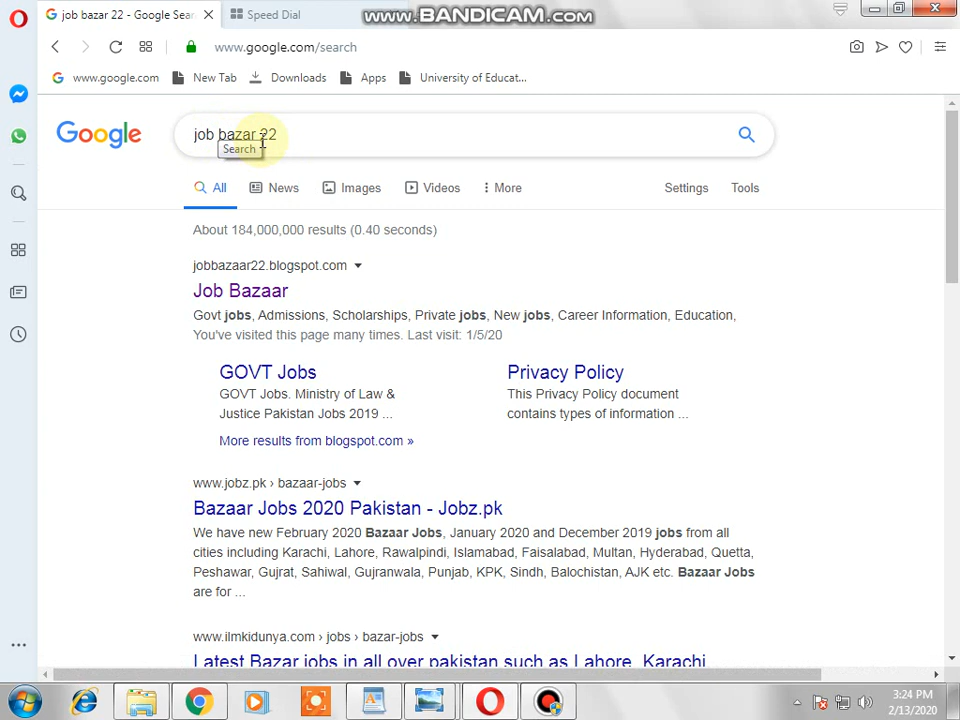 job bazar 22 - Google Sear
Speed Dial
www.BANDICAM.com
www.google.com/search
www.google.com
New Tab
Downloads
Apps
University of Educat...
Google
job bazar 22
Search
All
News
Images
Videos
More
Settings
Tools
About 184,000,000 results (0.40 seconds)
jobbazaar22.blogspot.com
Job Bazaar
Govt jobs, Admissions, Scholarships, Private jobs, New jobs, Career Information, Education,
You've visited this page many times. Last visit: 1/5/20
GOVT Jobs
Privacy Policy
GOVT Jobs. Ministry of Law &
This Privacy Policy document
Justice Pakistan Jobs 2019 ...
contains types of information ...
More results from blogspot.com »
www.jobz.pk › bazaar-jobs
Bazaar Jobs 2020 Pakistan - Jobz.pk
We have new February 2020 Bazaar Jobs, January 2020 and December 2019 jobs from all
cities including Karachi, Lahore, Rawalpindi, Islamabad, Faisalabad, Multan, Hyderabad, Quetta,
Peshawar, Gujrat, Sahiwal, Gujranwala, Punjab, KPK, Sindh, Balochistan, AJK etc. Bazaar Jobs
are for ...
www.ilmkidunya.com › jobs › bazar-jobs
Latest Bazar jobs in all over pakistan such as Lahore, Karachi
3:24 PM
2/13/2020